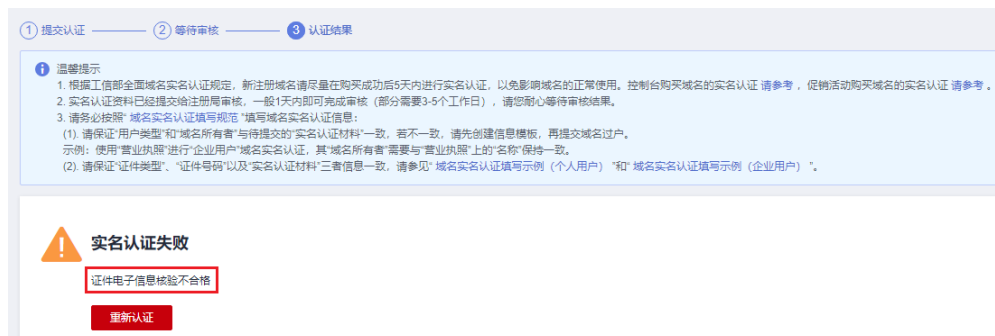 1 提交认证 2 等待审核 3 认证结果
温馨提示
1. 根据工信部全面域名实名认证规定，新注册域名请尽量在购买成功后5天内进行实名认证，以免影响域名的正常使用。控制台购买域名的实名认证 请参考 ，促销活动购买域名的实名认证 请参考 。
2. 实名认证资料已经提交给注册局审核，一般1天内即可完成审核（部分需要3-5个工作日），请您耐心等待审核结果。
3. 请务必按照“ 域名实名认证填写规范 ”填写域名实名认证信息：
(1). 请保证“用户类型”和“域名所有者”与待提交的“实名认证材料”一致，若不一致，请先创建信息模板，再提交域名过户。
示例：使用“营业执照”进行“企业用户”域名实名认证，其“域名所有者”需要与“营业执照”上的“名称”保持一致。
(2). 请保证“证件类型”、“证件号码”以及“实名认证材料”三者信息一致，请参见“ 域名实名认证填写示例（个人用户） ”和“ 域名实名认证填写示例（企业用户） ”。
实名认证失败
证件电子信息核验不合格
重新认证